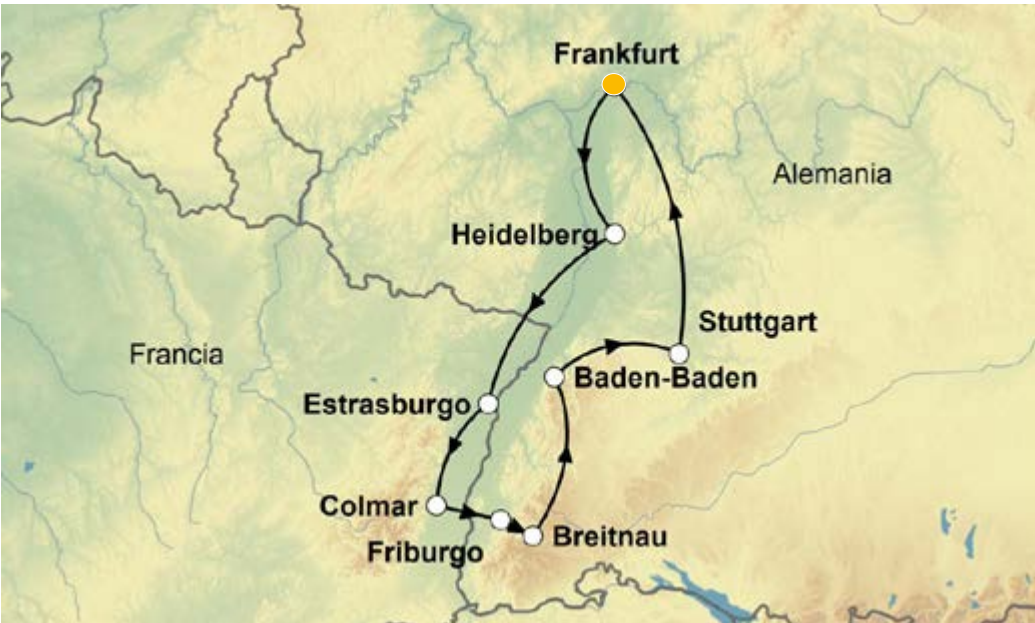 Frankfurt
Alemania
Heidelberg
Stuttgart
Francia
Baden-Baden
Estrasburgo
Colmar
Breitnau
Friburgo